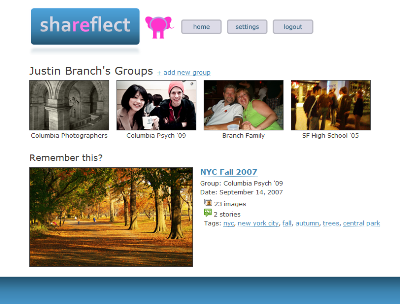 shareflect
home settings logout
Justin Branch's Groups + add new group
Columbia Photographers Columbia Psych '09 Branch Family SF High School '05
Remember this?
NYC Fall 2007
Group: Columbia Psych '09
Date: September 14, 2007
23 images
2 stories
Tags: nyc, new york city, fall, autumn, trees, central park